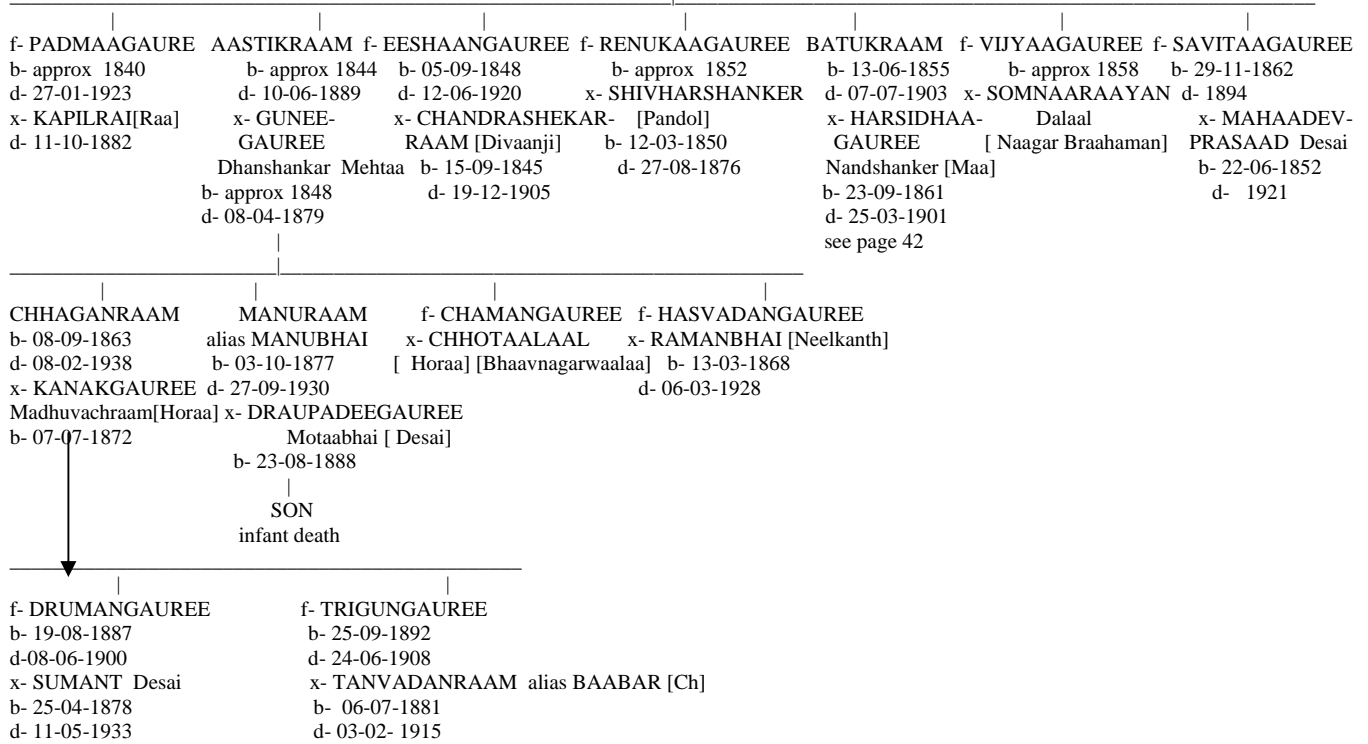 f- PADMAAGAURE AASTIKRAAM f- EESHAANGAUREE f- RENUKAAGAUREE BATUKRAAM f- VIJYAAGAUREE f- SAVITAAGAUREE
b- approx 1840 b- approx 1844 b- 05-09-1848 b- approx 1852 b- 13-06-1855 b- approx 1858 b- 29-11-1862
d- 27-01-1923 d- 10-06-1889 d- 12-06-1920 x- SHIVHARSHANKER d- 07-07-1903 x- SOMNAARAAYAN d- 1894
x- KAPILRAI[Raa] x- GUNEE- x- CHANDRASHEKAR- [Pandol] x- HARSIDHAA- Dalaal x- MAHAADEV-
d- 11-10-1882 GAUREE RAAM [Divaanji] b- 12-03-1850 GAUREE [ Naagar Braahaman] PRASAAD Desai
Dhanshankar Mehtaa b- 15-09-1845 d- 27-08-1876 Nandshanker [Maa] b- 22-06-1852
b- approx 1848 d- 19-12-1905 b- 23-09-1861 d- 1921
d- 08-04-1879 d- 25-03-1901
see page 42
CHHAGANRAAM MANURAAM f- CHAMANGAUREE f- HASVADANGAUREE
b- 08-09-1863 alias MANUBHAI x- CHHOTAALAAL x- RAMANBHAI [Neelkanth]
d- 08-02-1938 b- 03-10-1877 [ Horaa] [Bhaavnagarwaalaa] b- 13-03-1868
x- KANAKGAUREE d- 27-09-1930 d- 06-03-1928
Madhuvachraam[Horaa] x- DRAUPADEEGAUREE
b- 07-07-1872 Motaabhai [ Desai]
b- 23-08-1888
SON
infant death
f- DRUMANGAUREE f- TRIGUNGAUREE
b- 19-08-1887 b- 25-09-1892
d-08-06-1900 d- 24-06-1908
x- SUMANT Desai x- TANVADANRAAM alias BAABAR [Ch]
b- 25-04-1878 b- 06-07-1881
d- 11-05-1933 d- 03-02- 1915